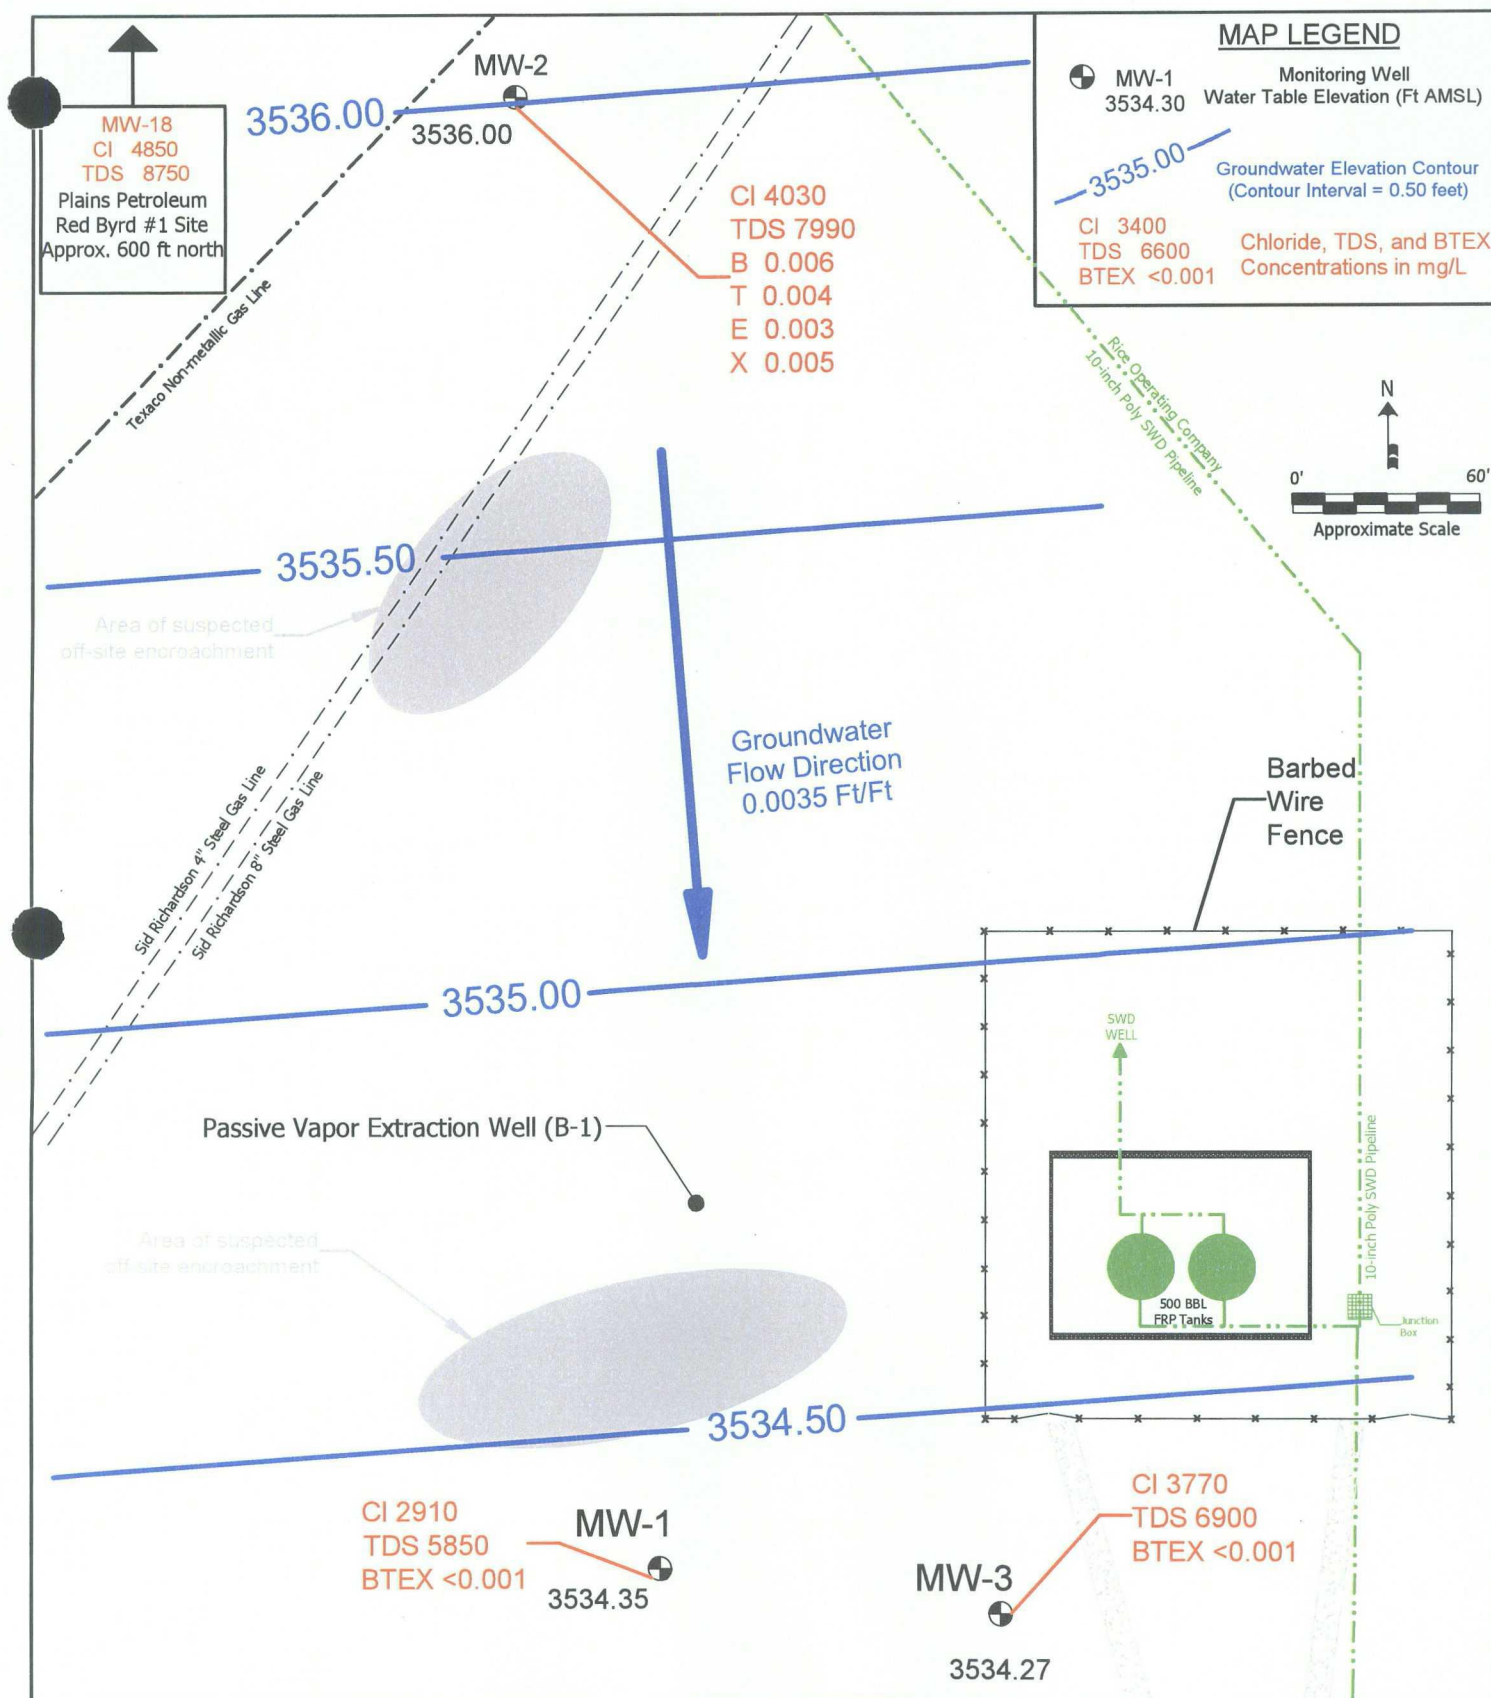 MW-18
Cl 4850
TDS 8750
Plains Petroleum
Red Byrd #1 Site
Approx. 600 ft north
MW-2
3536.00
3536.00
MAP LEGEND
MW-1
3534.30
Monitoring Well
Water Table Elevation (Ft AMSL)
3535.00
Groundwater Elevation Contour
(Contour Interval = 0.50 feet)
Cl 3400
TDS 6600
BTEX <0.001
Chloride, TDS, and BTEX
Concentrations in mg/L
Cl 4030
TDS 7990
B 0.006
T 0.004
E 0.003
X 0.005
Texaco Non-metallic Gas Line
Rice Operating Company
10-inch Poly SWD Pipeline
N
0' 60'
Approximate Scale
3535.50
Area of suspected
off-site encroachment
Groundwater
Flow Direction
0.0035 Ft/Ft
Sid Richardson 4" Steel Gas Line
Sid Richardson 8" Steel Gas Line
Barbed
Wire
Fence
3535.00
SWD
WELL
Passive Vapor Extraction Well (B-1)
10-inch Poly SWD Pipeline
Area of suspected
off-site encroachment
500 BBL
FRP Tanks
Junction
Box
3534.50
Cl 2910
TDS 5850
BTEX <0.001
MW-1
3534.35
Cl 3770
TDS 6900
BTEX <0.001
MW-3
3534.27